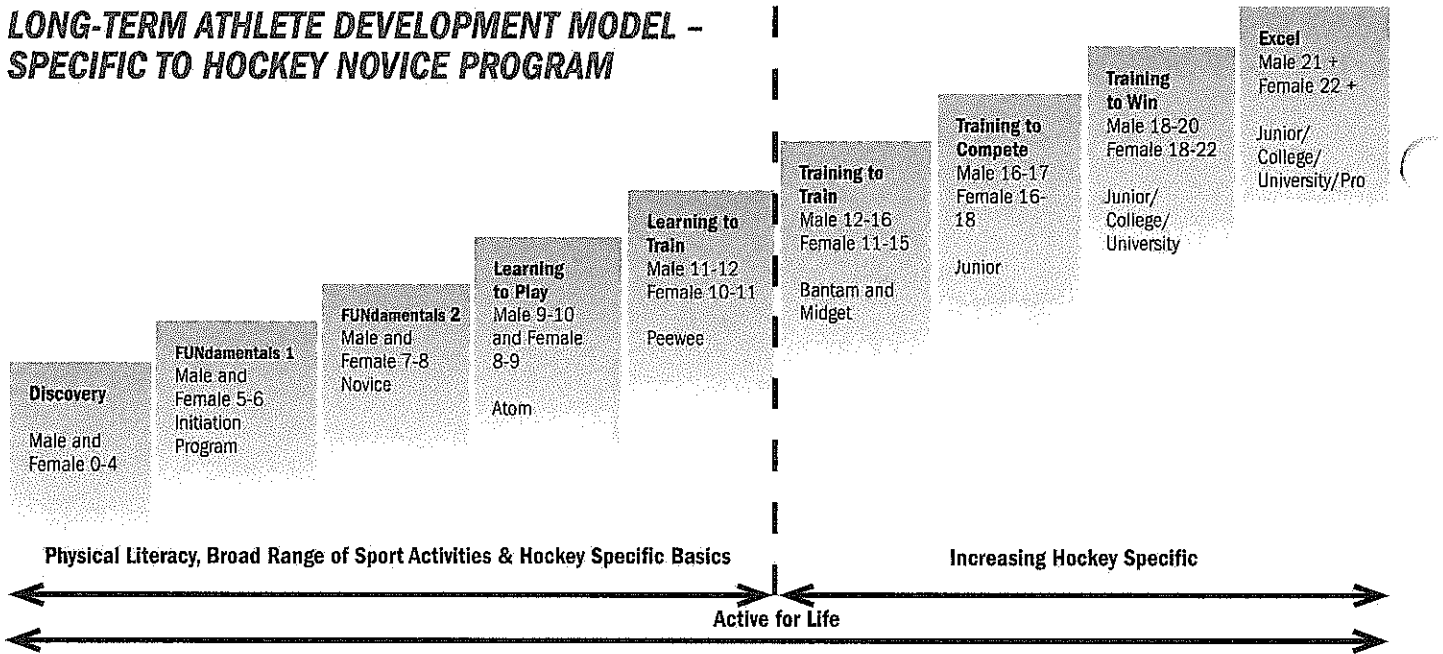 LONG-TERM ATHLETE DEVELOPMENT MODEL –
SPECIFIC TO HOCKEY NOVICE PROGRAM
Discovery
Male and
Female 0-4
FUNdamentals 1
Male and
Female 5-6
Initiation
Program
FUNdamentals 2
Male and
Female 7-8
Novice
Learning
to Play
Male 9-10
and Female
8-9
Atom
Learning to
Train
Male 11-12
Female 10-11
Peewee
Training to
Train
Male 12-16
Female 11-15
Bantam and
Midget
Training to
Compete
Male 16-17
Female 16-
18
Junior
Training
to Win
Male 18-20
Female 18-22
Junior/
College/
University
Excel
Male 21 +
Female 22 +
Junior/
College/
University/Pro
Physical Literacy, Broad Range of Sport Activities & Hockey Specific Basics
Increasing Hockey Specific
Active for Life